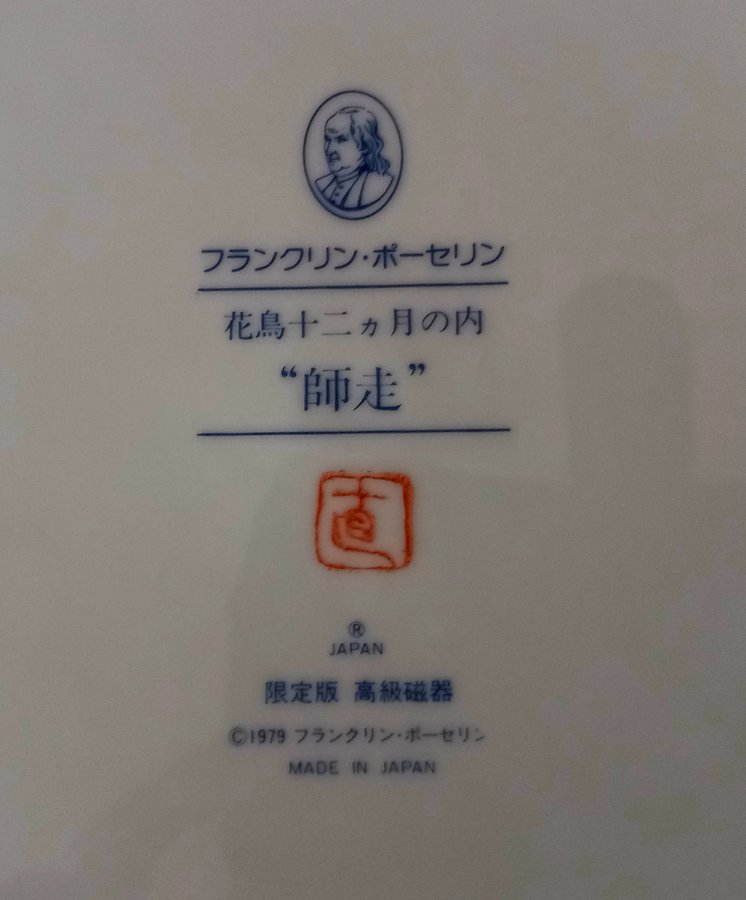 フランクリン・ポーセリン
花鳥十二ヵ月の内
“師走”
®
JAPAN
限定版 高級磁器
©1979 フランクリン・ポーセリン
MADE IN JAPAN